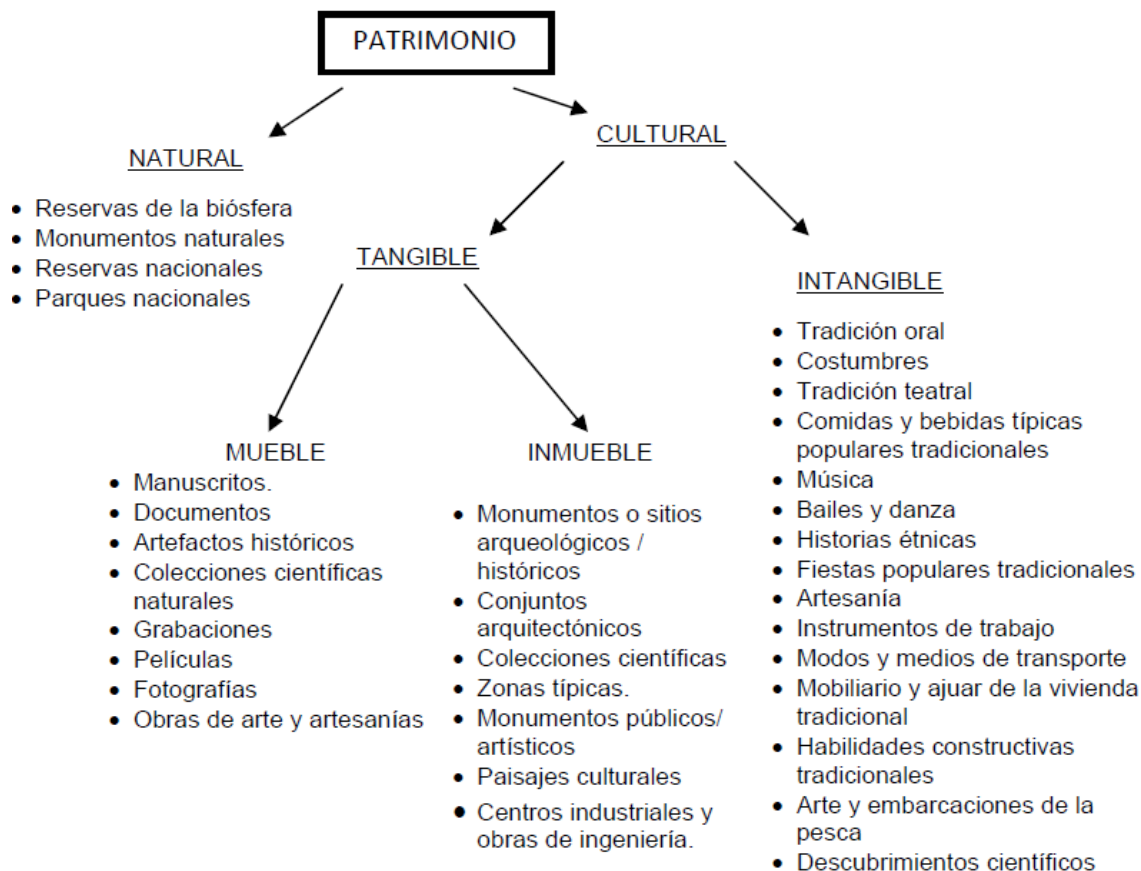 PATRIMONIO
NATURAL
• Reservas de la biósfera
• Monumentos naturales
• Reservas nacionales
• Parques nacionales
CULTURAL
TANGIBLE
MUEBLE
• Manuscritos.
• Documentos
• Artefactos históricos
• Colecciones científicas
naturales
• Grabaciones
• Películas
• Fotografías
• Obras de arte y artesanías
INMUEBLE
• Monumentos o sitios
arqueológicos /
históricos
• Conjuntos
arquitectónicos
• Colecciones científicas
• Zonas típicas.
• Monumentos públicos/
artísticos
• Paisajes culturales
• Centros industriales y
obras de ingeniería.
INTANGIBLE
• Tradición oral
• Costumbres
• Tradición teatral
• Comidas y bebidas típicas
populares tradicionales
• Música
• Bailes y danza
• Historias étnicas
• Fiestas populares tradicionales
• Artesanía
• Instrumentos de trabajo
• Modos y medios de transporte
• Mobiliario y ajuar de la vivienda
tradicional
• Habilidades constructivas
tradicionales
• Arte y embarcaciones de la
pesca
• Descubrimientos científicos